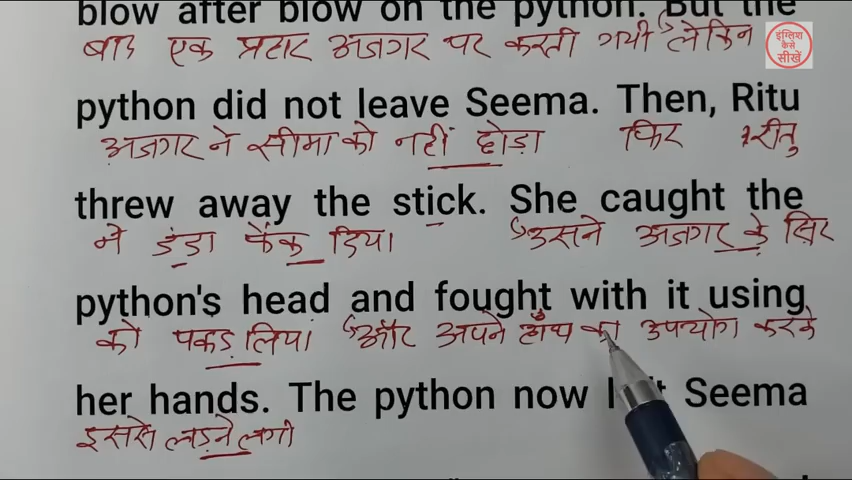 blow after blow on the python. But the
बाद एक प्रहार अजगर पर करती गयी लेकिन
इंग्लिश
कैसे
सीखें
python did not leave Seema. Then, Ritu
अजगर ने सीमा को नहीं छोड़ा फिर रीतु
threw away the stick. She caught the
ने डंडा फेंक दिया उसने अजगर के सिर
python's head and fought with it using
को पकड़ लिया और अपने हाँथ का उपयोग करके
her hands. The python now Seema
इससे लड़ने लगी